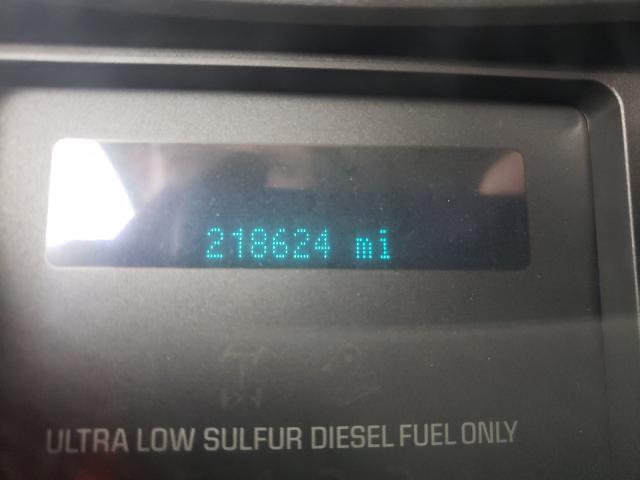 218624 mi
ULTRA LOW SULFUR DIESEL FUEL ONLY